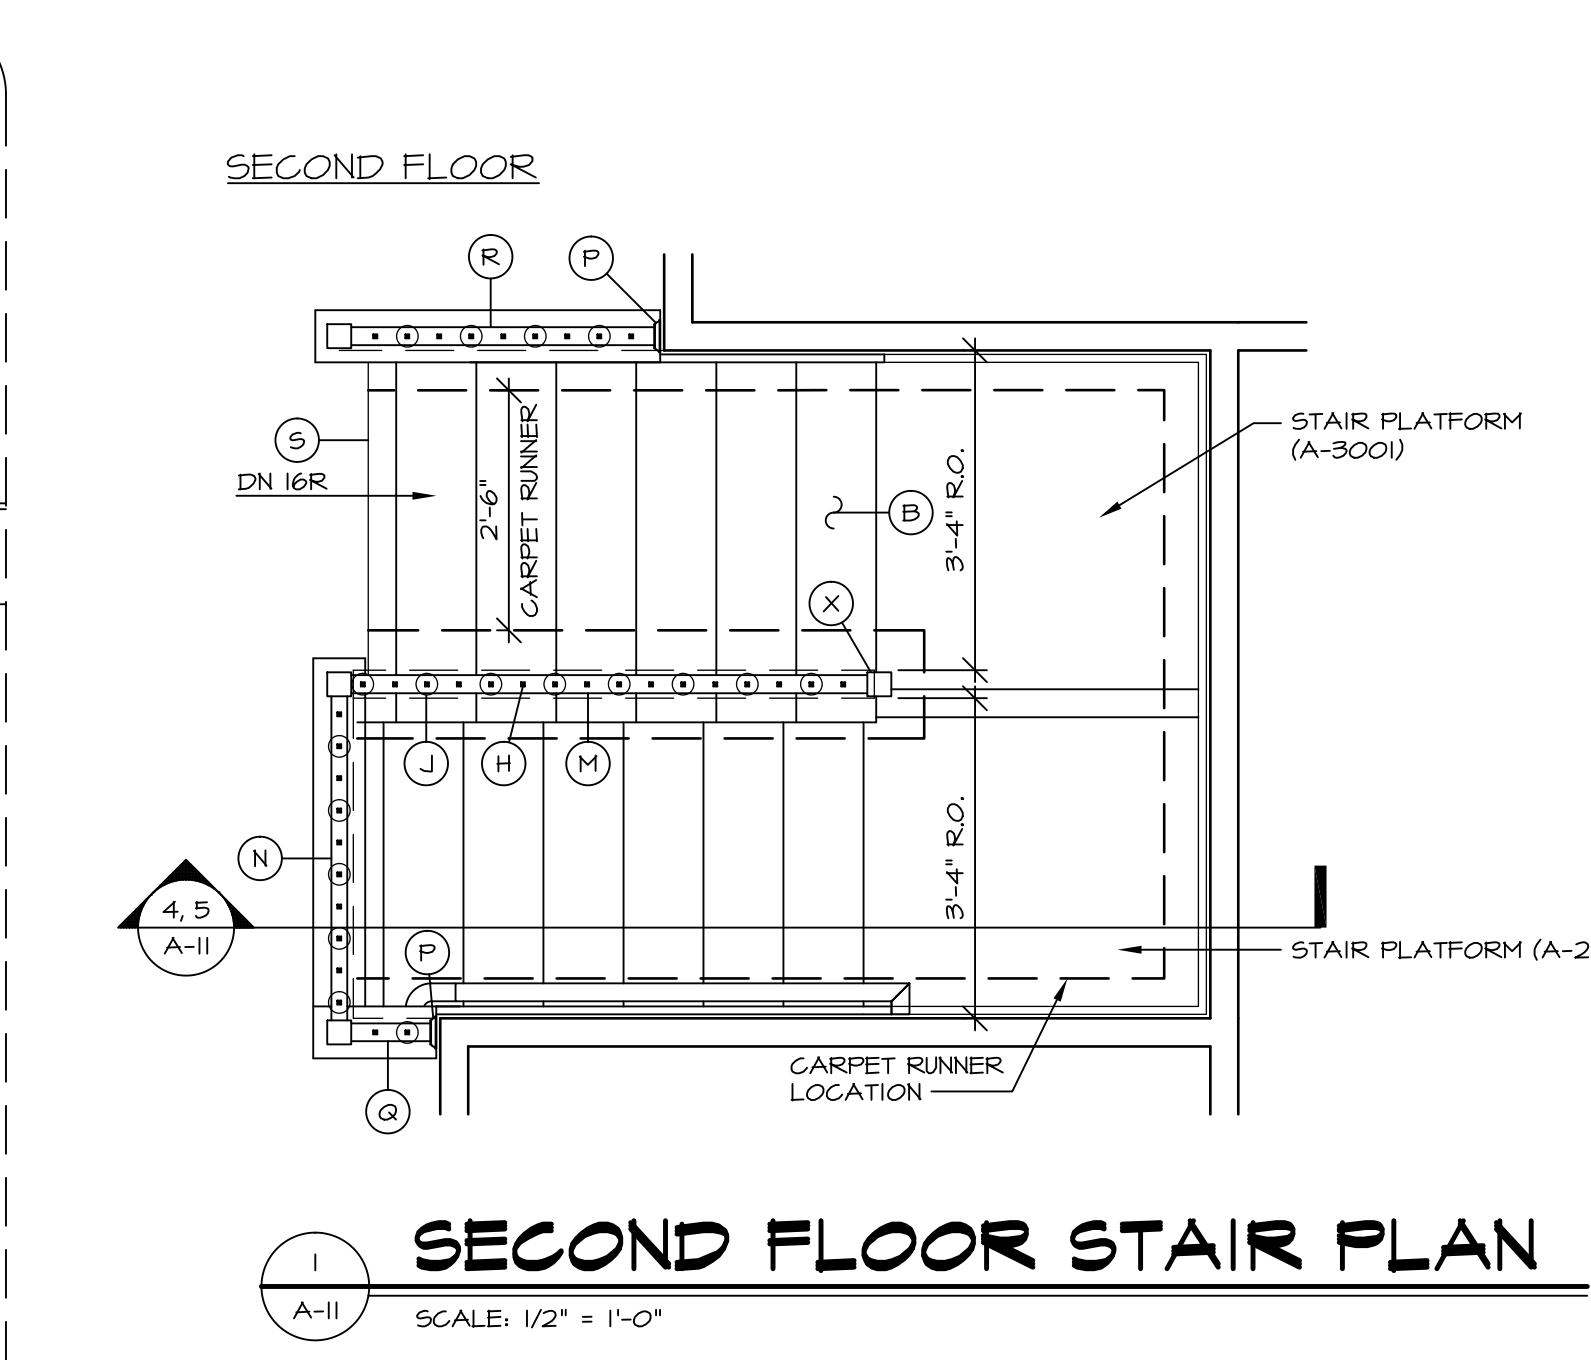 SECOND FLOOR
R
P
S
DN 16R
2'-6"
CARPET RUNNER
B
3'-4" R.O.
STAIR PLATFORM
(A-3001)
X
J
H
M
N
4, 5
A-11
P
3'-4" R.O.
STAIR PLATFORM (A-2
CARPET RUNNER
LOCATION
Q
1
A-11
SECOND FLOOR STAIR PLAN
SCALE: 1/2" = 1'-0"